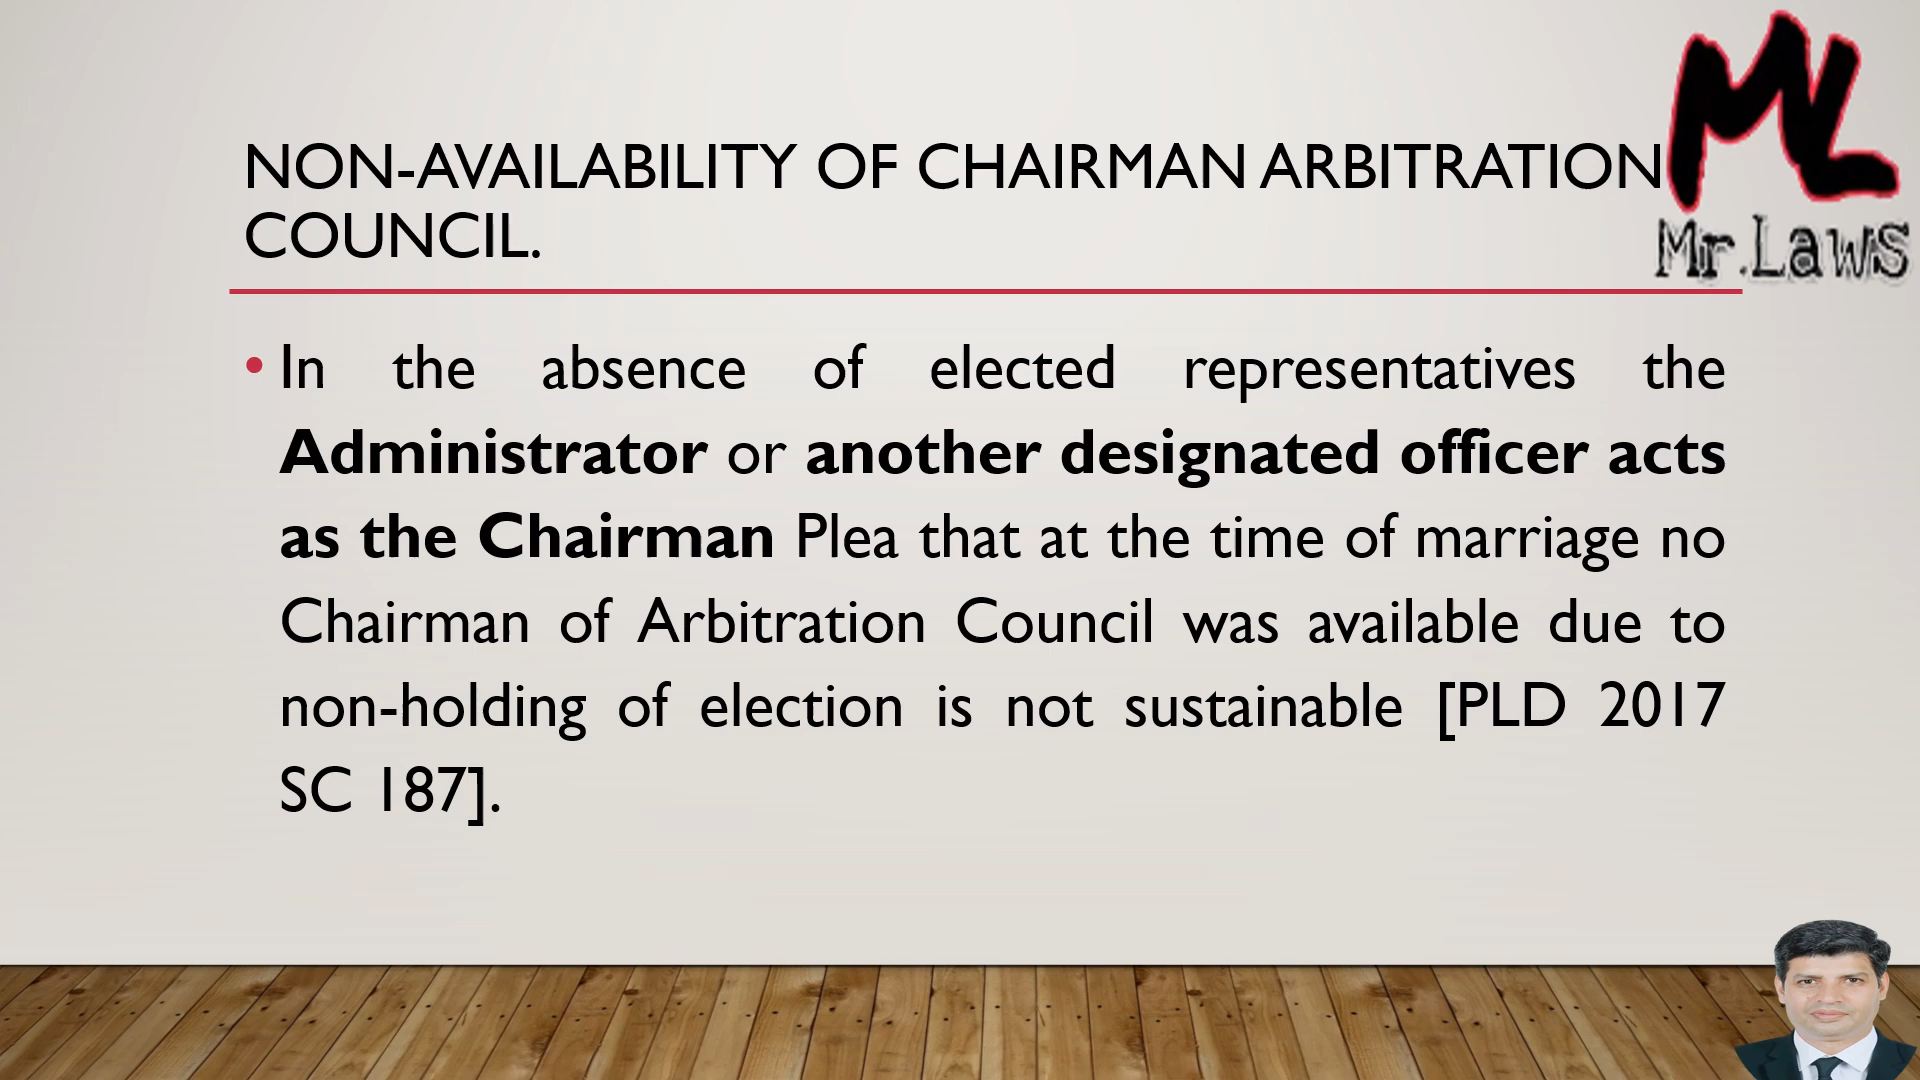 NON-AVAILABILITY OF CHAIRMAN ARBITRATION
COUNCIL.
ML
Mr.Laws
• In the absence of elected representatives the
Administrator or another designated officer acts
as the Chairman Plea that at the time of marriage no
Chairman of Arbitration Council was available due to
non-holding of election is not sustainable [PLD 2017
SC 187].